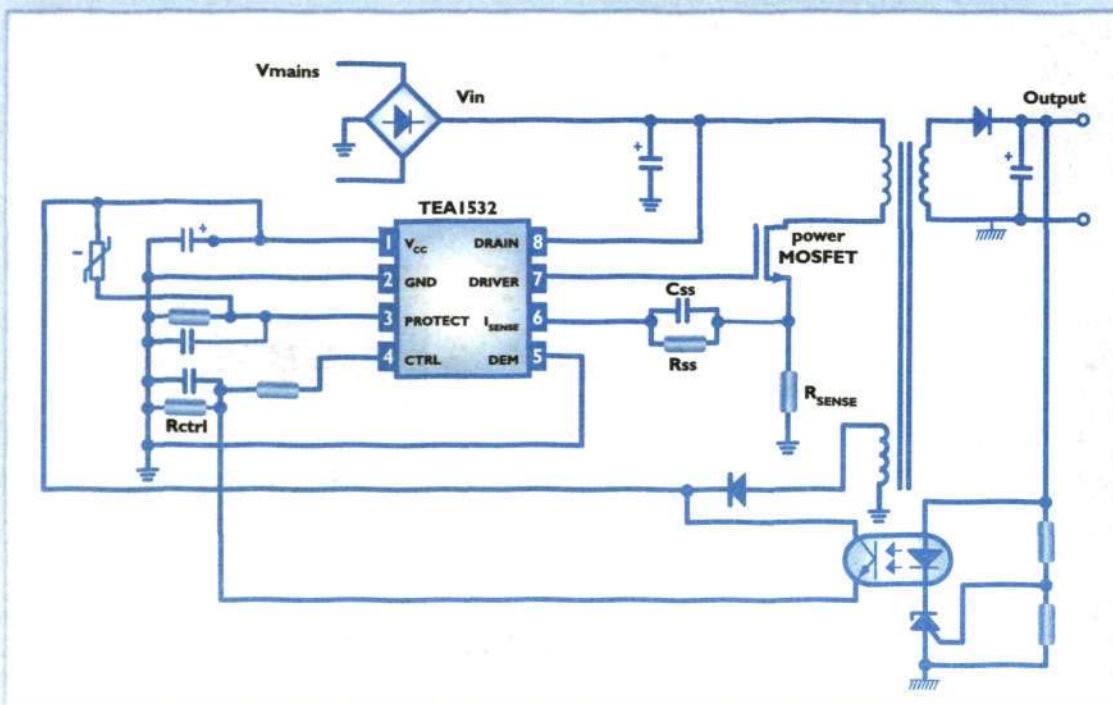 Vmains
Vin
Output
TEA1532
1 VCC DRAIN 8
2 GND DRIVER 7
3 PROTECT ISENSE 6
4 CTRL DEM 5
power
MOSFET
Css
Rss
RSENSE
Rctrl
+
+
+
-